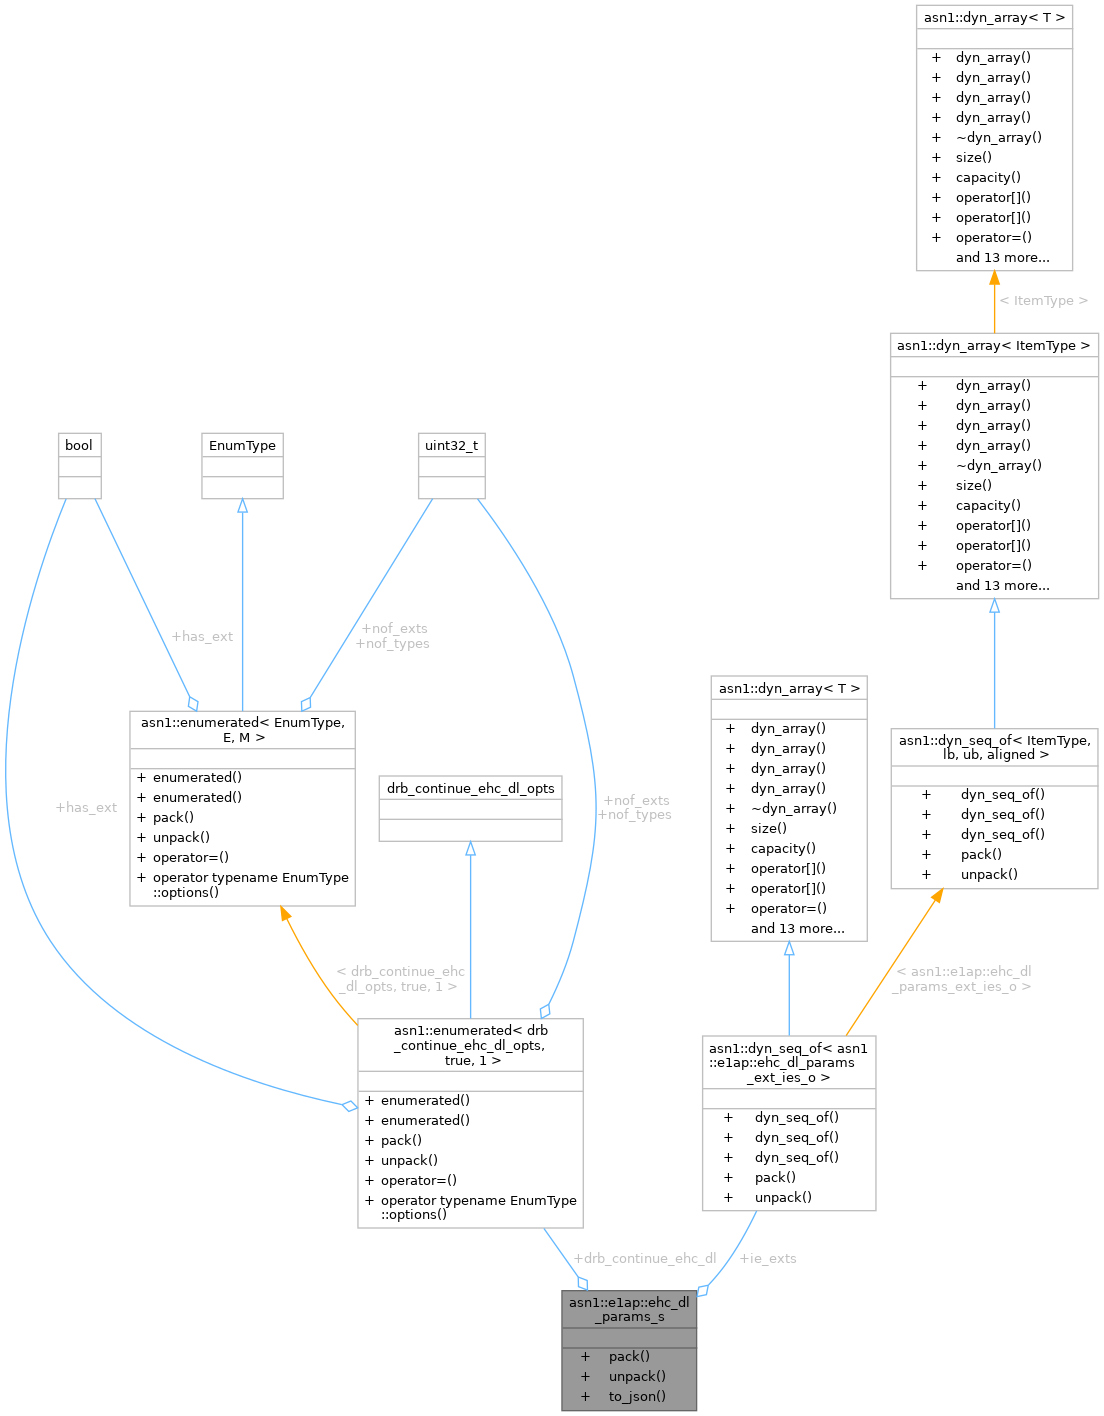 asn1::dyn_array< T >
+ dyn_array()
+ dyn_array()
+ dyn_array()
+ dyn_array()
+ ~dyn_array()
+ size()
+ capacity()
+ operator[]()
+ operator[]()
+ operator=()
and 13 more...
< ItemType >
asn1::dyn_array< ItemType >
+ dyn_array()
+ dyn_array()
+ dyn_array()
+ dyn_array()
+ ~dyn_array()
+ size()
+ capacity()
+ operator[]()
+ operator[]()
+ operator=()
and 13 more...
bool
EnumType
uint32_t
+has_ext
+nof_exts
+nof_types
asn1::enumerated< EnumType,
E, M >
+ enumerated()
+ enumerated()
+ pack()
+ unpack()
+ operator=()
+ operator typename EnumType
::options()
drb_continue_ehc_dl_opts
+has_ext
+nof_exts
+nof_types
asn1::dyn_array< T >
+ dyn_array()
+ dyn_array()
+ dyn_array()
+ dyn_array()
+ ~dyn_array()
+ size()
+ capacity()
+ operator[]()
+ operator[]()
+ operator=()
and 13 more...
asn1::dyn_seq_of< ItemType,
lb, ub, aligned >
+ dyn_seq_of()
+ dyn_seq_of()
+ dyn_seq_of()
+ pack()
+ unpack()
< drb_continue_ehc
_dl_opts, true, 1 >
< asn1::e1ap::ehc_dl
_params_ext_ies_o >
asn1::enumerated< drb
_continue_ehc_dl_opts,
true, 1 >
+ enumerated()
+ enumerated()
+ pack()
+ unpack()
+ operator=()
+ operator typename EnumType
::options()
asn1::dyn_seq_of< asn1
::e1ap::ehc_dl_params
_ext_ies_o >
+ dyn_seq_of()
+ dyn_seq_of()
+ dyn_seq_of()
+ pack()
+ unpack()
+drb_continue_ehc_dl
+ie_exts
asn1::e1ap::ehc_dl
_params_s
+ pack()
+ unpack()
+ to_json()